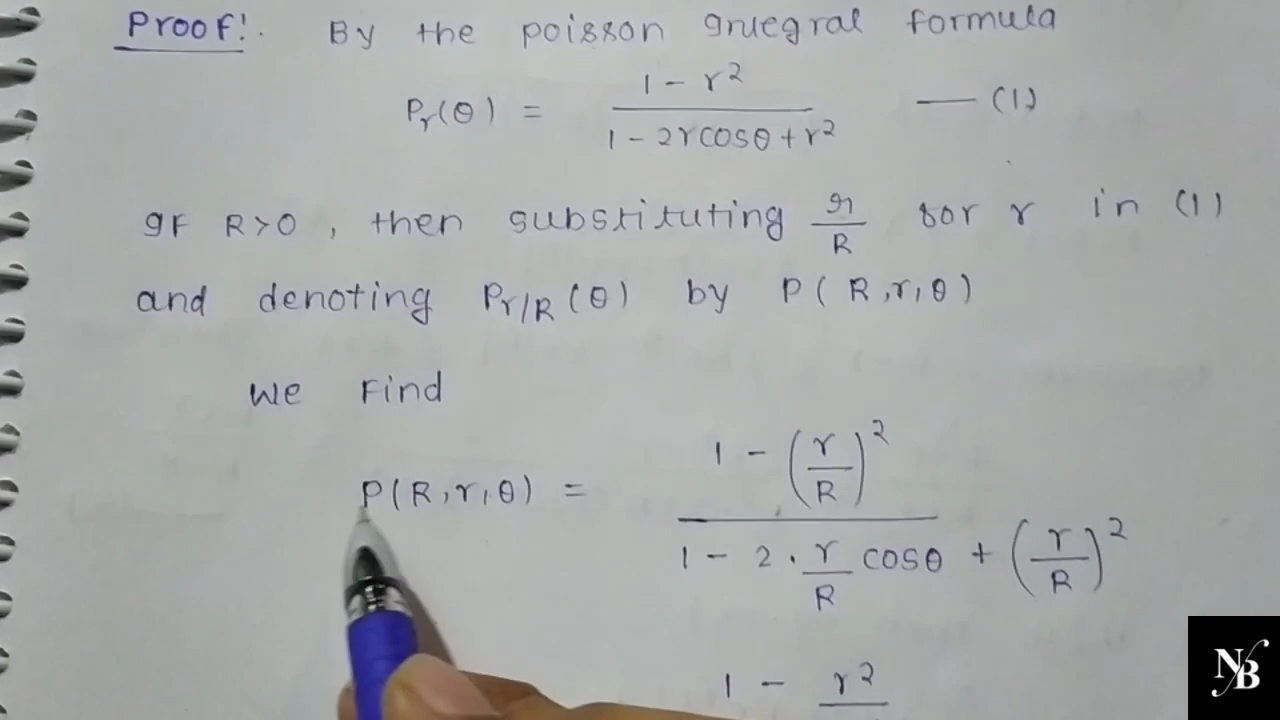 Proof:. By the poisson Integral formula
Pr(θ) = 1 - r² / 1 - 2rcosθ + r² — (1)
If R>0, then substituting r/R for r in (1)
and denoting Pr/R(θ) by P(R,r,θ)
We Find
P(R,r,θ) = 1 - (r/R)² / 1 - 2 . r/R cosθ + (r/R)²
1 - r²
NB